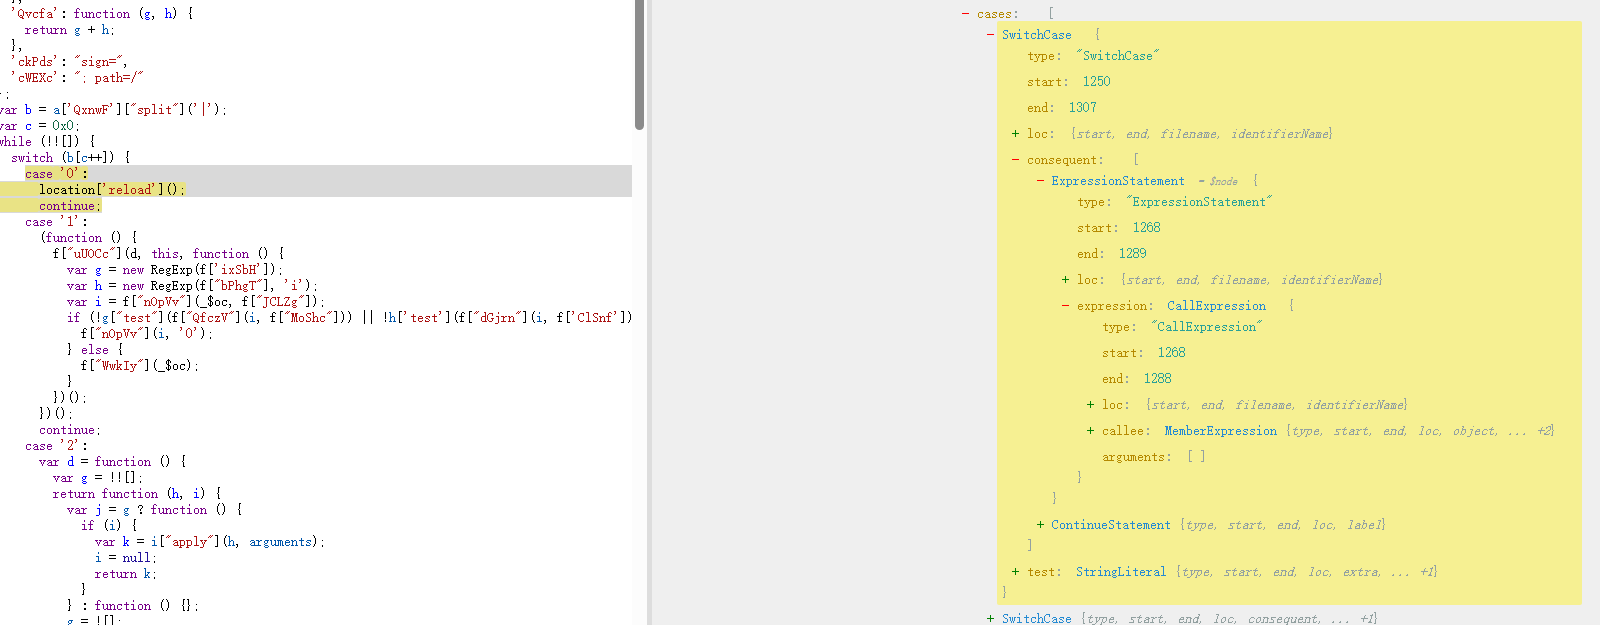 'Qvcfa': function (g, h) {
return g + h;
},
'ckPds': "sign=",
'cWEXc': "; path=/"
};
var b = a['QxnwF']["split"]('|');
var c = 0x0;
while (!![]) {
switch (b[c++]) {
case '0':
location['reload']();
continue;
case '1':
(function () {
f["uUOCc"](d, this, function () {
var g = new RegExp(f['ixSbH']);
var h = new RegExp(f["bPhgT"], 'i');
var i = f["nOpVv"](_$oc, f["JCLZg"]);
if (!g["test"](f["QfczV"](i, f["MoShc"])) || !h['test'](f["dGjrn"](i, f['ClSnf'])
f["nOpVv"](i, '0');
} else {
f["WwkIy"](_$oc);
}
})();
})();
continue;
case '2':
var d = function () {
var g = !![];
return function (h, i) {
var j = g ? function () {
if (i) {
var k = i["apply"](h, arguments);
i = null;
return k;
}
} : function () {};
g = ![];
− cases: [
− SwitchCase {
type: "SwitchCase"
start: 1250
end: 1307
+ loc: {start, end, filename, identifierName}
− consequent: [
− ExpressionStatement = $node {
type: "ExpressionStatement"
start: 1268
end: 1289
+ loc: {start, end, filename, identifierName}
− expression: CallExpression {
type: "CallExpression"
start: 1268
end: 1288
+ loc: {start, end, filename, identifierName}
+ callee: MemberExpression {type, start, end, loc, object, ... +2}
arguments: [ ]
}
}
+ ContinueStatement {type, start, end, loc, label}
]
+ test: StringLiteral {type, start, end, loc, extra, ... +1}
}
+ SwitchCase {type, start, end, loc, consequent, ... +1}